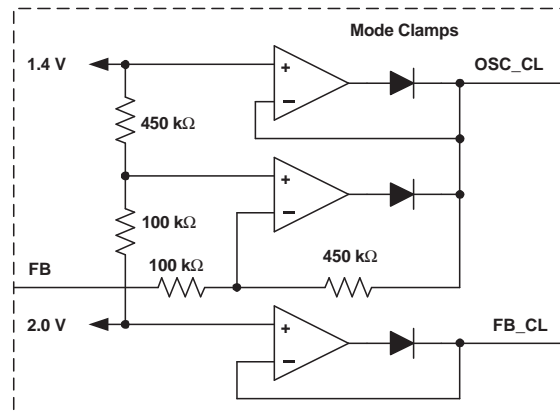 Mode Clamps
1.4 V
OSC_CL
+
−
450 kΩ
+
−
100 kΩ
FB
100 kΩ
450 kΩ
2.0 V
FB_CL
+
−